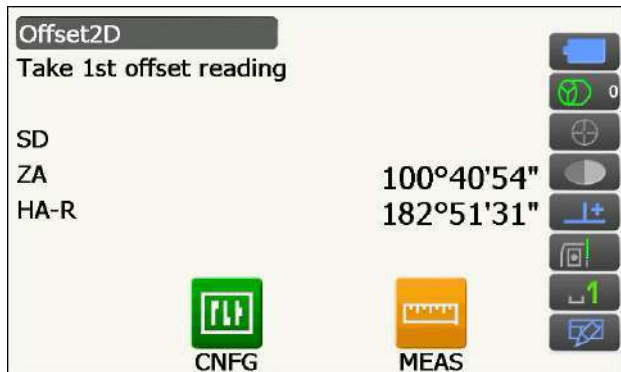 Offset2D
Take 1st offset reading
0
SD
ZA 100°40'54"
HA-R 182°51'31"
1
CNFG MEAS